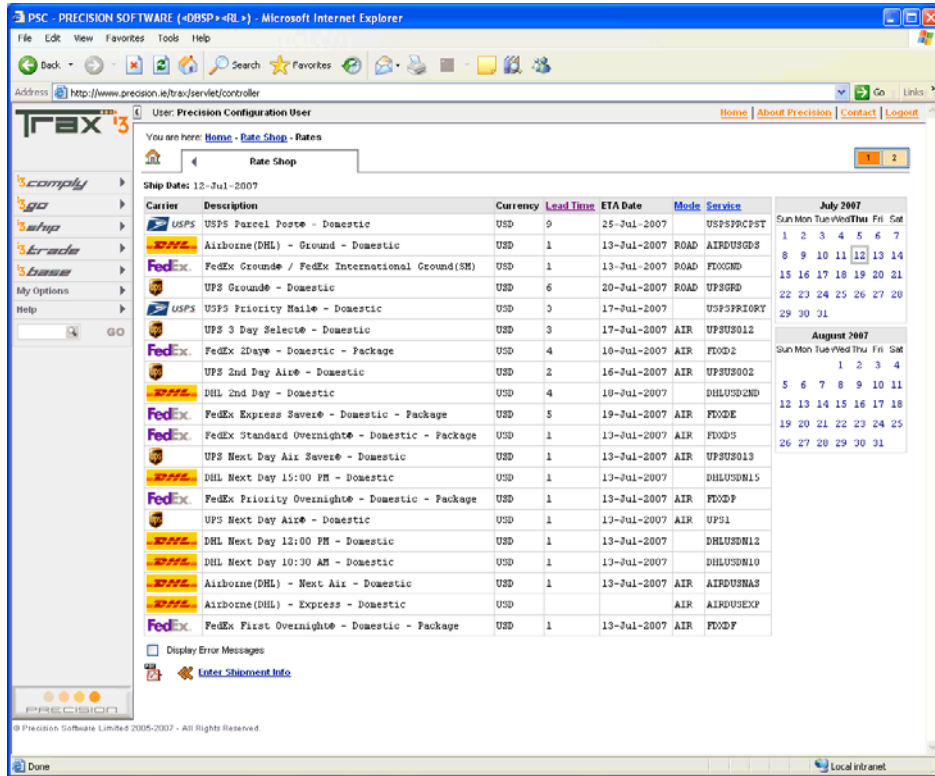 PSC - PRECISION SOFTWARE (<DBSP><RL>) - Microsoft Internet Explorer
File Edit View Favorites Tools Help
Back Search Favorites
Address http://www.precision.ie/trax/servlet/controller Go Links
Trax i3
User: Precision Configuration User Home | About Precision | Contact | Logout
You are here: Home - Rate Shop - Rates
Rate Shop 1 2
Ship Date: 12-Jul-2007
i3comply
i3go
i3ship
i3trade
i3base
My Options
Help
GO
Carrier Description Currency Lead Time ETA Date Mode Service
USPS USPS Parcel Post® - Domestic USD 9 25-Jul-2007 USPSPRCPST
DHL Airborne(DHL) - Ground - Domestic USD 1 13-Jul-2007 ROAD AIRDUSGDS
FedEx FedEx Ground® / FedEx International Ground(SM) USD 1 13-Jul-2007 ROAD FDXGND
ups UPS Ground® - Domestic USD 6 20-Jul-2007 ROAD UPSGRD
USPS USPS Priority Mail® - Domestic USD 3 17-Jul-2007 USPSPRIORY
ups UPS 3 Day Select® - Domestic USD 3 17-Jul-2007 AIR UPSUS012
FedEx FedEx 2Day® - Domestic - Package USD 4 18-Jul-2007 AIR FDXD2
ups UPS 2nd Day Air® - Domestic USD 2 16-Jul-2007 AIR UPSUS002
DHL DHL 2nd Day - Domestic USD 4 18-Jul-2007 DHLUSD2ND
FedEx FedEx Express Saver® - Domestic - Package USD 5 19-Jul-2007 AIR FDXDE
FedEx FedEx Standard Overnight® - Domestic - Package USD 1 13-Jul-2007 AIR FDXDS
ups UPS Next Day Air Saver® - Domestic USD 1 13-Jul-2007 AIR UPSUS013
DHL DHL Next Day 15:00 PM - Domestic USD 1 13-Jul-2007 DHLUSDN15
FedEx FedEx Priority Overnight® - Domestic - Package USD 1 13-Jul-2007 AIR FDXDP
ups UPS Next Day Air® - Domestic USD 1 13-Jul-2007 AIR UPS1
DHL DHL Next Day 12:00 PM - Domestic USD 1 13-Jul-2007 DHLUSDN12
DHL DHL Next Day 10:30 AM - Domestic USD 1 13-Jul-2007 DHLUSDN10
DHL Airborne(DHL) - Next Air - Domestic USD 1 13-Jul-2007 AIR AIRDUSNAS
DHL Airborne(DHL) - Express - Domestic USD AIR AIRDUSEXP
FedEx FedEx First Overnight® - Domestic - Package USD 1 13-Jul-2007 AIR FDXDF
July 2007
Sun Mon Tue Wed Thu Fri Sat
1 2 3 4 5 6 7
8 9 10 11 12 13 14
15 16 17 18 19 20 21
22 23 24 25 26 27 28
29 30 31
August 2007
Sun Mon Tue Wed Thu Fri Sat
1 2 3 4
5 6 7 8 9 10 11
12 13 14 15 16 17 18
19 20 21 22 23 24 25
26 27 28 29 30 31
Display Error Messages
Enter Shipment Info
PRECISION
© Precision Software Limited 2005-2007 - All Rights Reserved.
Done Local intranet